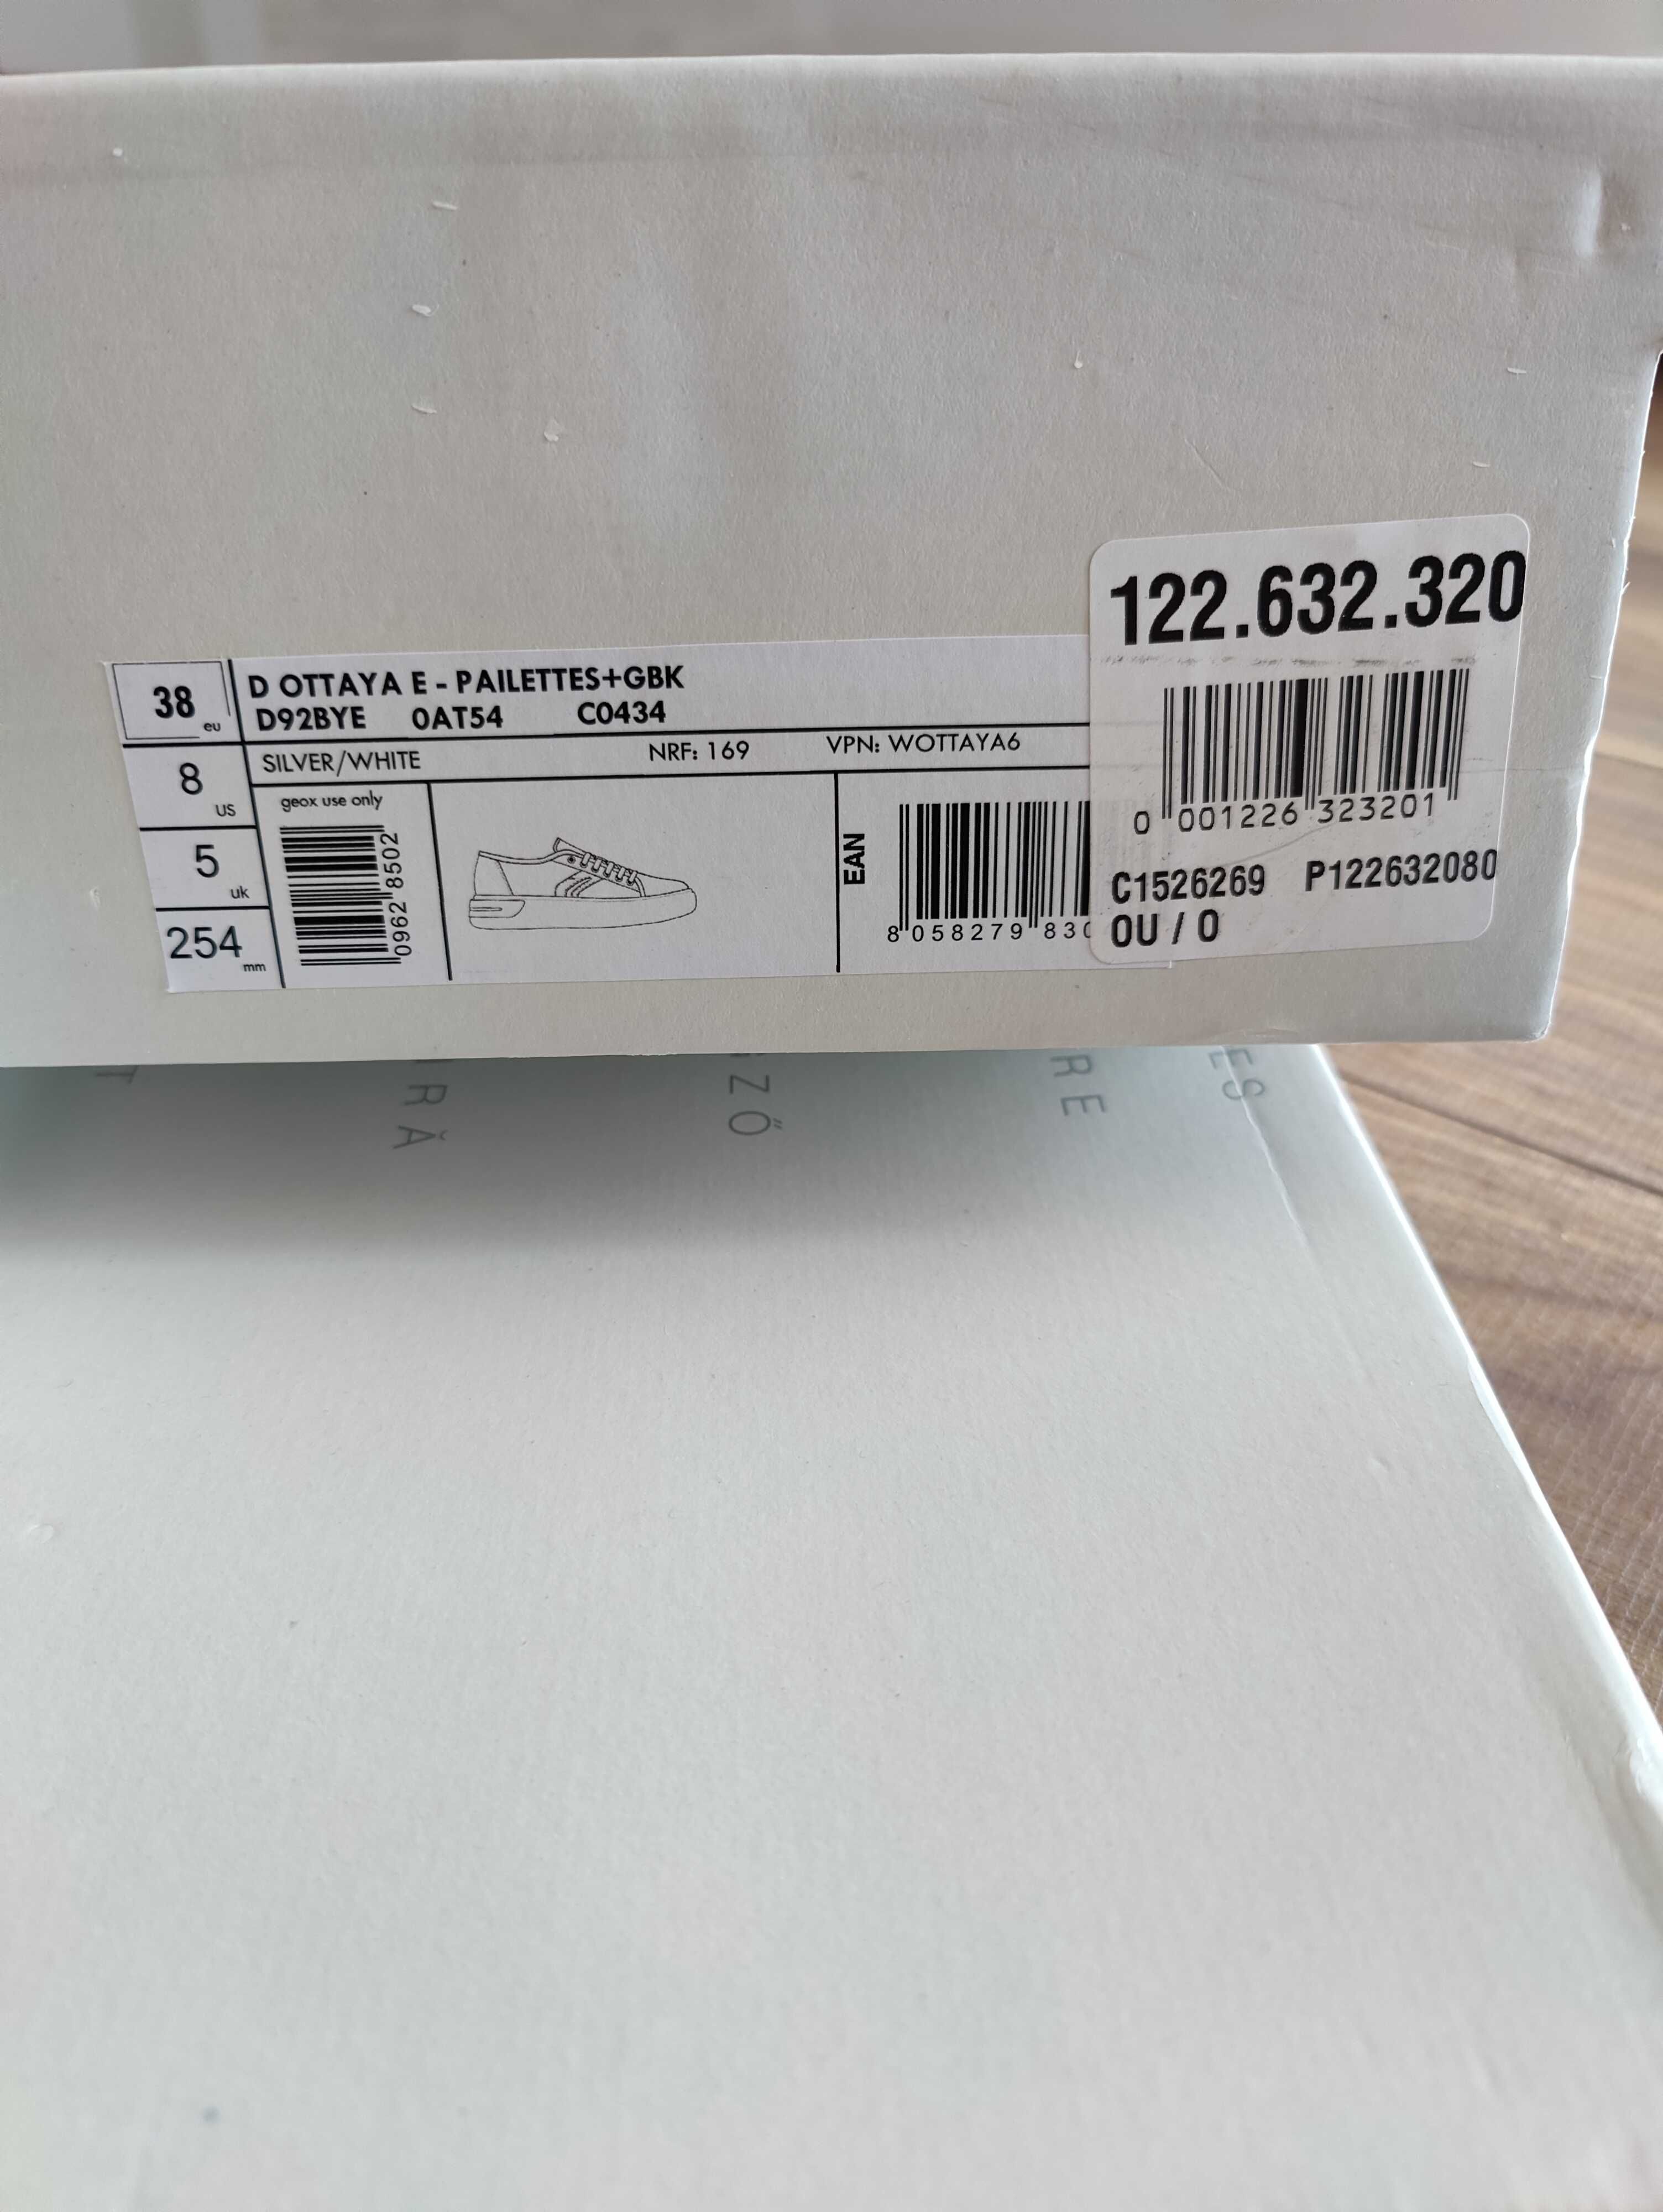 122.632.320
0 001226 323201
C1526269 P122632080
OU / 0
38 eu
8 US
5 uk
254 mm
D OTTAYA E - PAILETTES+GBK
D92BYE 0AT54 C0434
SILVER/WHITE NRF: 169 VPN: WOTTAYA6
geox use only
0962 8502
EAN
8 058279 830